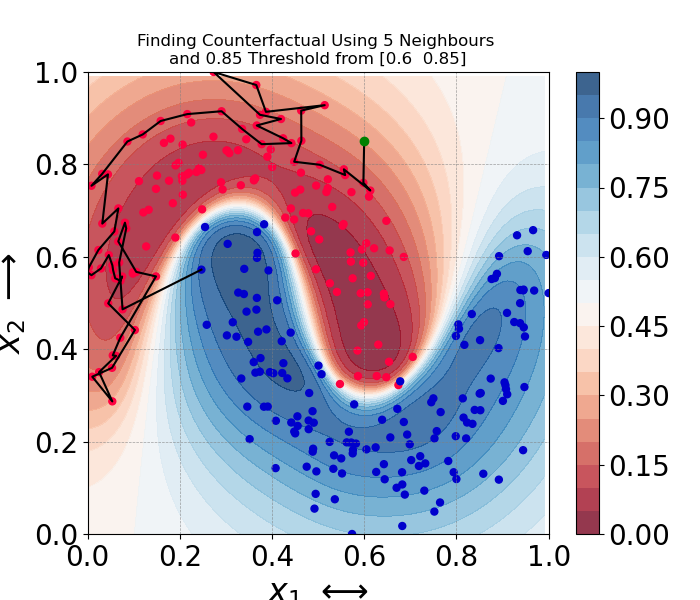 Finding Counterfactual Using 5 Neighbours
and 0.85 Threshold from [0.6 0.85]
1.0
0.8
0.6
0.4
0.2
0.0
x2 ⟶
0.0 0.2 0.4 0.6 0.8 1.0
x1 ⟷
0.90
0.75
0.60
0.45
0.30
0.15
0.00